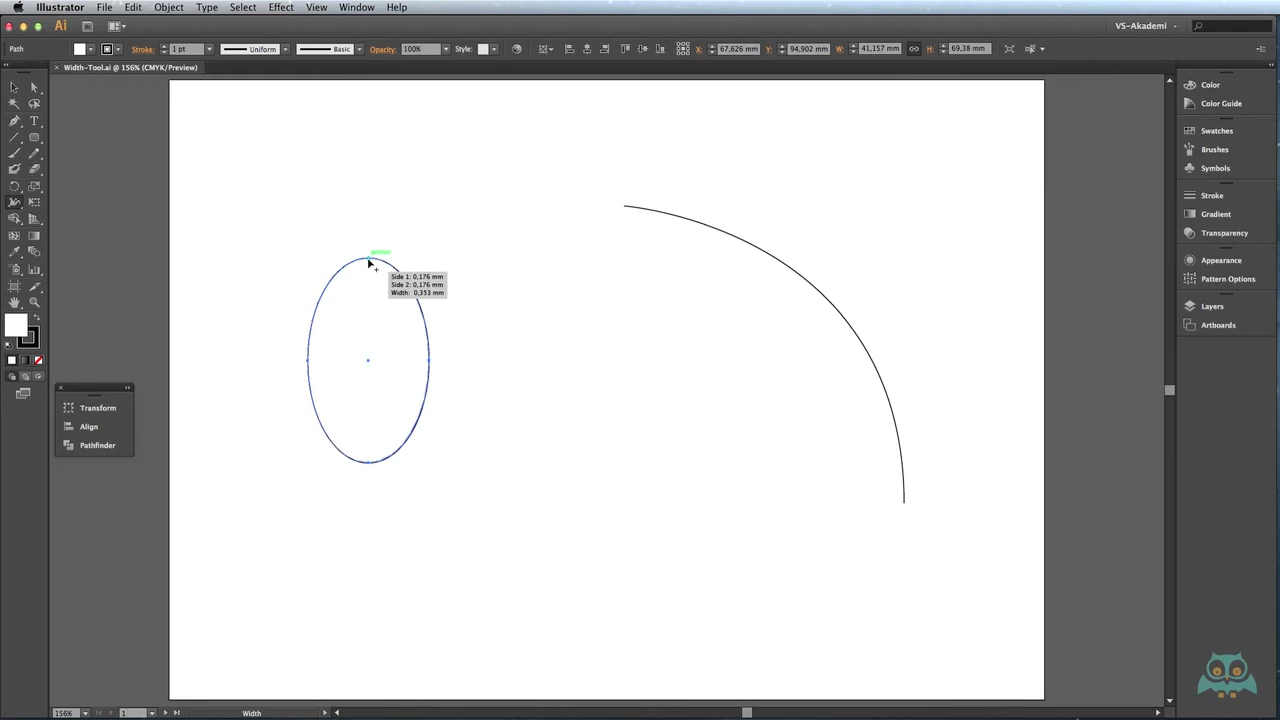 Illustrator File Edit Object Type Select Effect View Window Help
Ai VS-Akademi
Path Stroke: 1 pt Uniform Basic Opacity: 100% Style: X: 67,626 mm Y: 94,902 mm W: 41,157 mm H: 69,38 mm
Width-Tool.ai @ 156% (CMYK/Preview)
Color
Color Guide
Swatches
Brushes
Symbols
Stroke
Gradient
Transparency
Appearance
Pattern Options
Layers
Artboards
Side 1: 0,176 mm
Side 2: 0,176 mm
Width: 0,353 mm
Transform
Align
Pathfinder
156% 1 Width